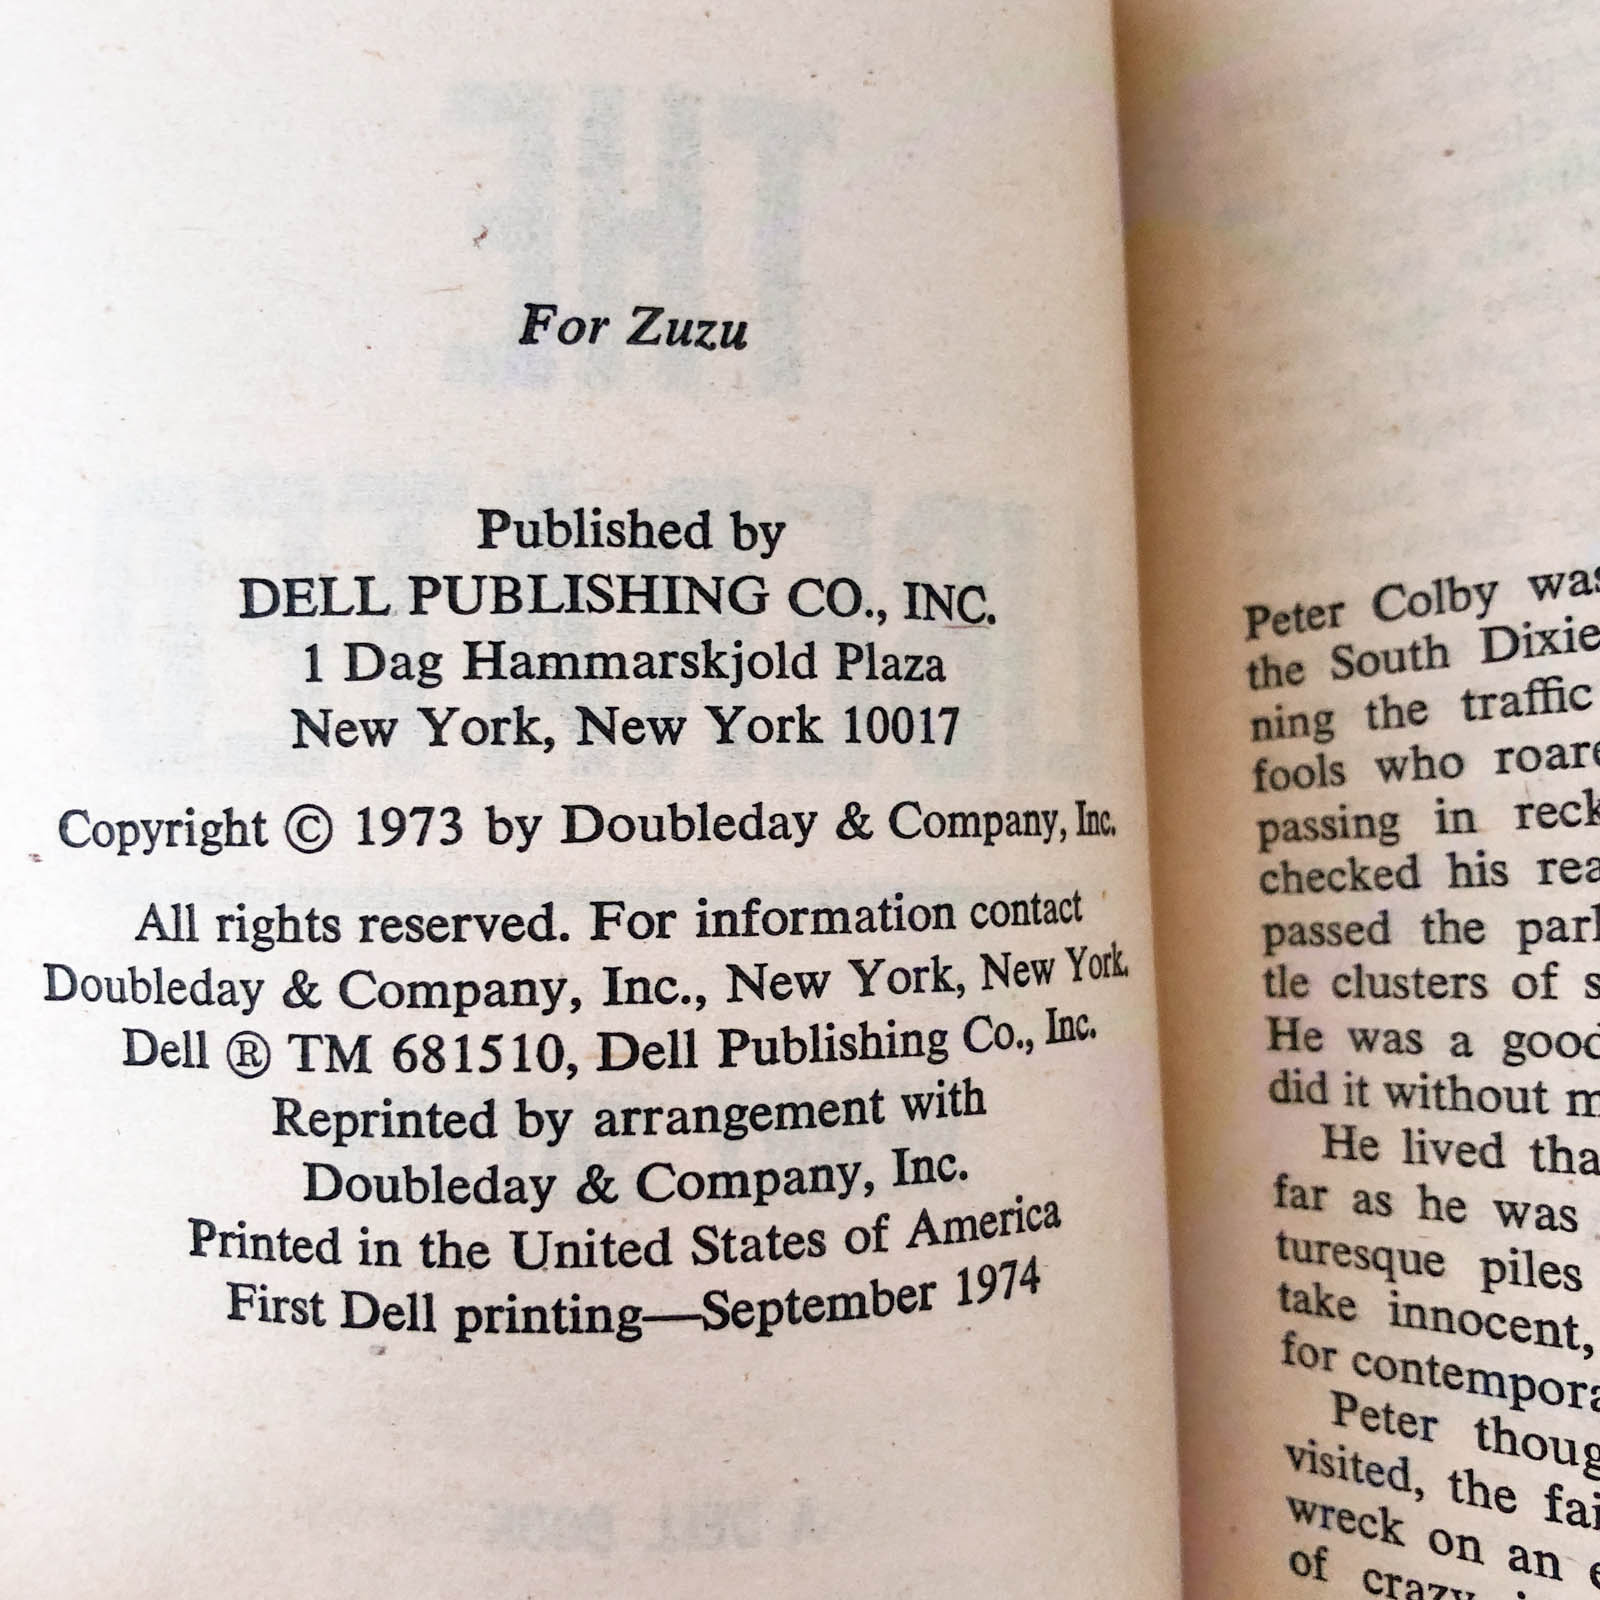 For Zuzu
Published by
DELL PUBLISHING CO., INC.
1 Dag Hammarskjold Plaza
New York, New York 10017
Copyright © 1973 by Doubleday & Company, Inc.
All rights reserved. For information contact
Doubleday & Company, Inc., New York, New York.
Dell ® TM 681510, Dell Publishing Co., Inc.
Reprinted by arrangement with
Doubleday & Company, Inc.
Printed in the United States of America
First Dell printing—September 1974
Peter Colby was
the South Dixie
ning the traffic
fools who roare
passing in reck
checked his rea
passed the park
tle clusters of s
He was a good
did it without m
He lived tha
far as he was
turesque piles
take innocent,
for contempora
Peter thoug
visited, the fai
wreck on an e
of crazy